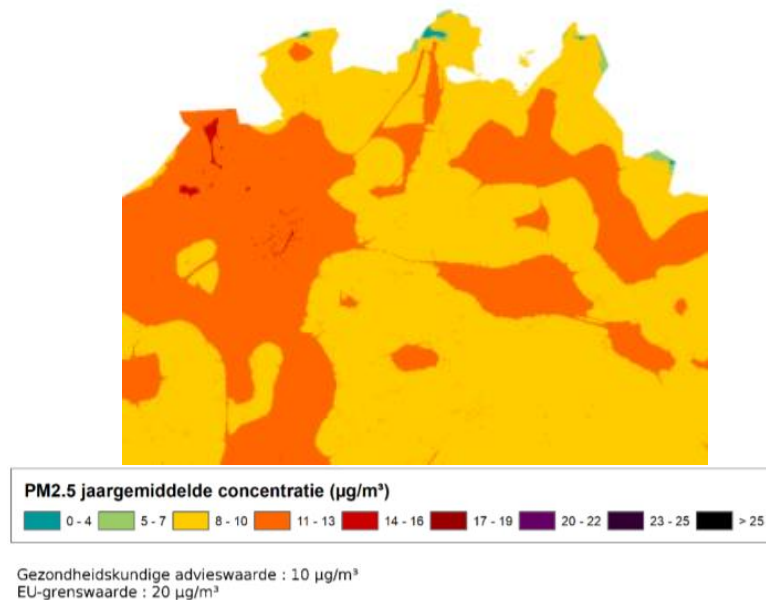 PM2.5 jaargemiddelde concentratie (µg/m³)
0 - 4 5 - 7 8 - 10 11 - 13 14 - 16 17 - 19 20 - 22 23 - 25 > 25
Gezondheidskundige advieswaarde : 10 µg/m³
EU-grenswaarde : 20 µg/m³